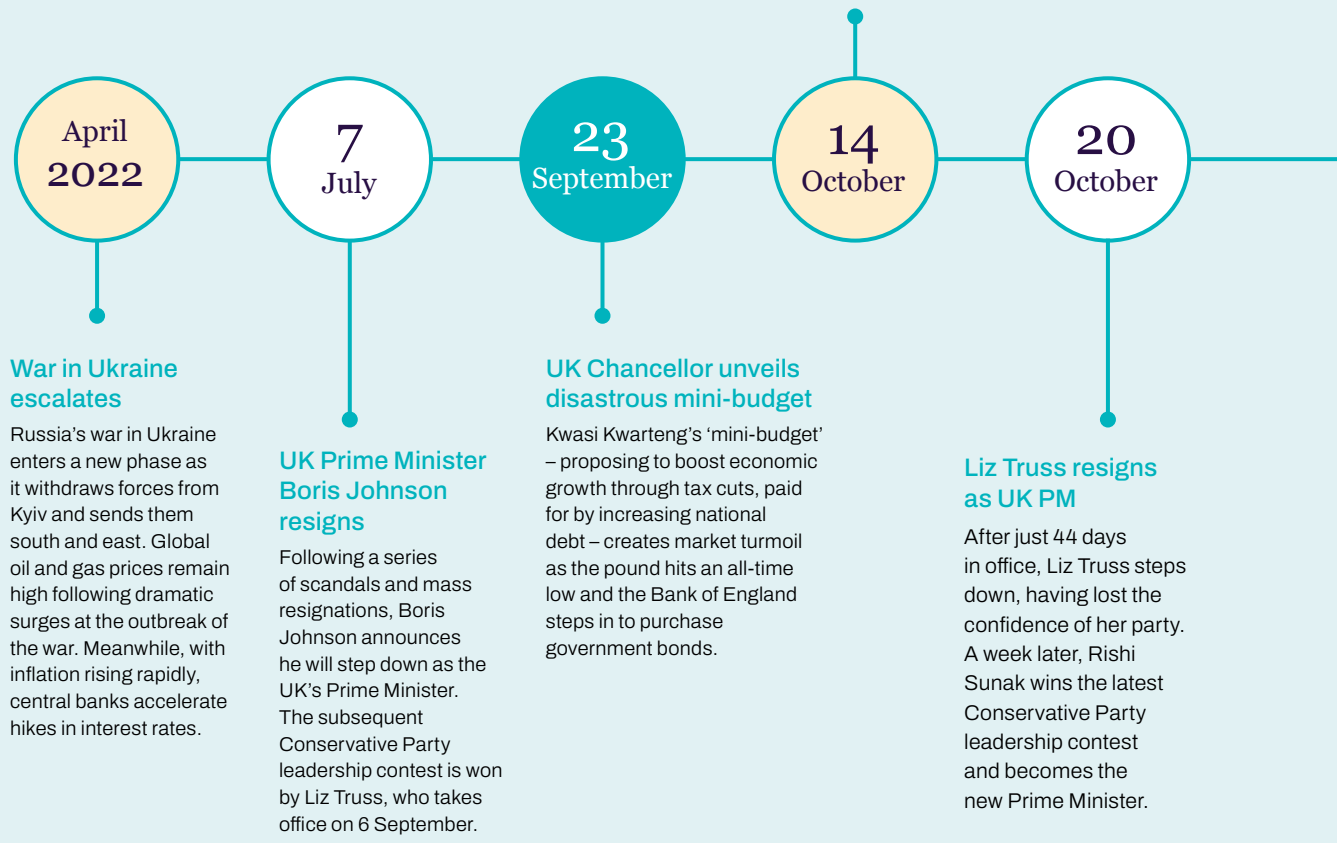 April
2022
7
July
23
September
14
October
20
October
War in Ukraine
escalates
Russia’s war in Ukraine
enters a new phase as
it withdraws forces from
Kyiv and sends them
south and east. Global
oil and gas prices remain
high following dramatic
surges at the outbreak of
the war. Meanwhile, with
inflation rising rapidly,
central banks accelerate
hikes in interest rates.
UK Prime Minister
Boris Johnson
resigns
Following a series
of scandals and mass
resignations, Boris
Johnson announces
he will step down as the
UK’s Prime Minister.
The subsequent
Conservative Party
leadership contest is won
by Liz Truss, who takes
office on 6 September.
UK Chancellor unveils
disastrous mini-budget
Kwasi Kwarteng’s ‘mini-budget’
– proposing to boost economic
growth through tax cuts, paid
for by increasing national
debt – creates market turmoil
as the pound hits an all-time
low and the Bank of England
steps in to purchase
government bonds.
Liz Truss resigns
as UK PM
After just 44 days
in office, Liz Truss steps
down, having lost the
confidence of her party.
A week later, Rishi
Sunak wins the latest
Conservative Party
leadership contest
and becomes the
new Prime Minister.